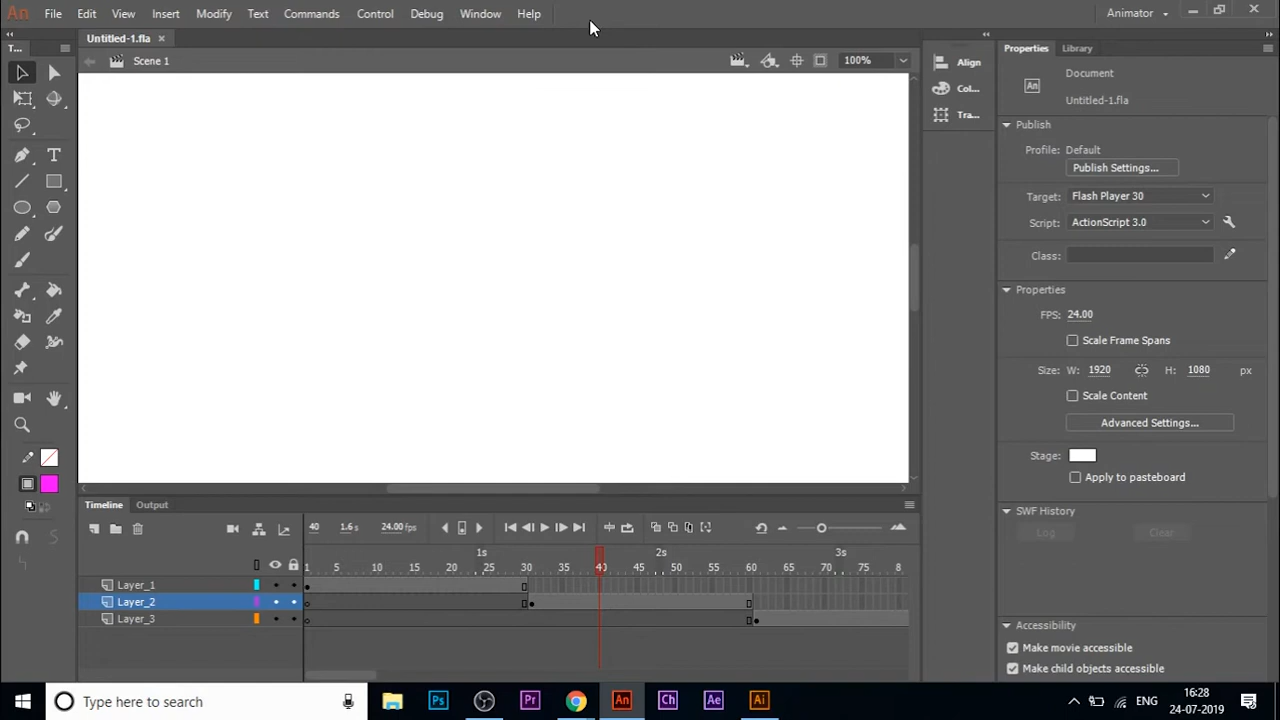 An File Edit View Insert Modify Text Commands Control Debug Window Help Animator
Untitled-1.fla
Scene 1 100%
T...
Align
Col...
Tra...
Properties Library
Document
An
Untitled-1.fla
Publish
Profile: Default
Publish Settings...
Target: Flash Player 30
Script: ActionScript 3.0
Class:
Properties
FPS: 24.00
Scale Frame Spans
Size: W: 1920 H: 1080 px
Scale Content
Advanced Settings...
Stage:
Apply to pasteboard
SWF History
Log Clear
Accessibility
Make movie accessible
Make child objects accessible
Timeline Output
40 1.6 s 24.00 fps
1s 2s 3s
1 5 10 15 20 25 30 35 40 45 50 55 60 65 70 75 8
Layer_1
Layer_2
Layer_3
Type here to search Ps Pr An Ch Ae Ai ENG
16:28
24-07-2019